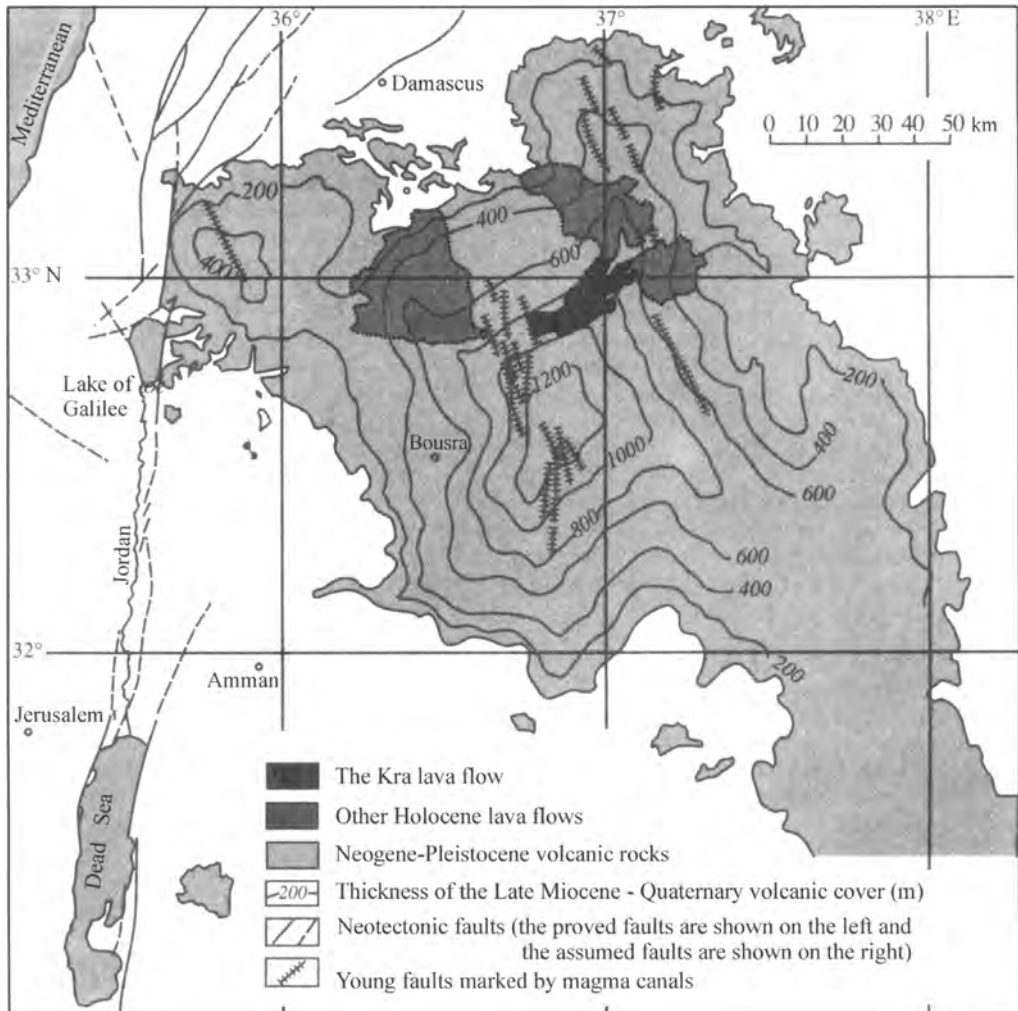 36°
37°
38° E
Mediterranean
Damascus
0 10 20 30 40 50 km
200
400
400
600
33° N
Lake of
Galilee
1200
200
Bousra
1000
400
600
800
Jordan
600
400
32°
200
Amman
Jerusalem
Dead Sea
The Kra lava flow
Other Holocene lava flows
Neogene-Pleistocene volcanic rocks
200 Thickness of the Late Miocene - Quaternary volcanic cover (m)
Neotectonic faults (the proved faults are shown on the left and
the assumed faults are shown on the right)
Young faults marked by magma canals